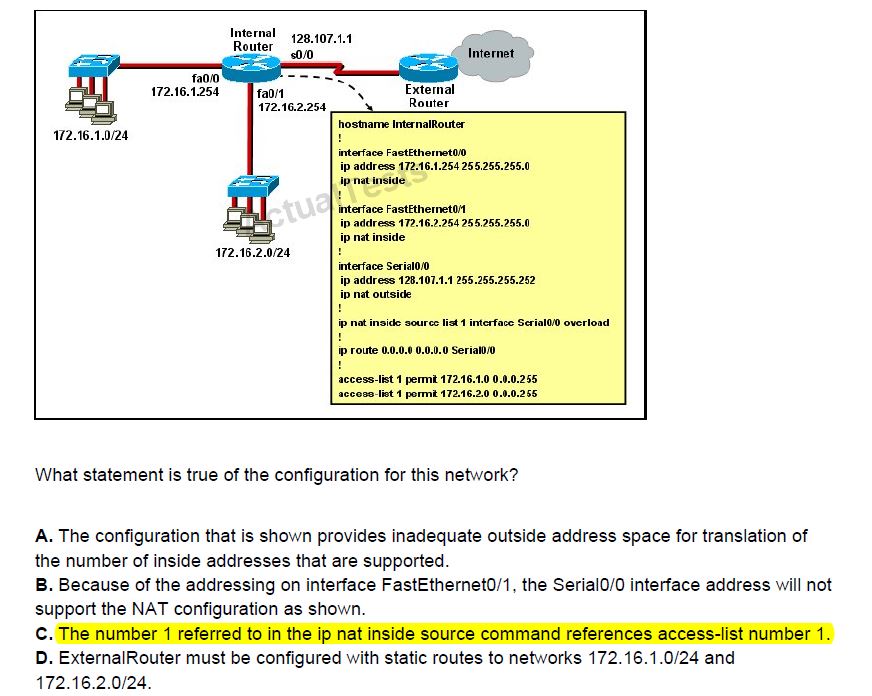 Internal
Router
128.107.1.1
s0/0
Internet
fa0/0
172.16.1.254
fa0/1
172.16.2.254
External
Router
172.16.1.0/24
172.16.2.0/24
hostname InternalRouter
!
interface FastEthernet0/0
ip address 172.16.1.254 255.255.255.0
ip nat inside
!
interface FastEthernet0/1
ip address 172.16.2.254 255.255.255.0
ip nat inside
!
interface Serial0/0
ip address 128.107.1.1 255.255.255.252
ip nat outside
!
ip nat inside source list 1 interface Serial0/0 overload
!
ip route 0.0.0.0 0.0.0.0 Serial0/0
!
access-list 1 permit 172.16.1.0 0.0.0.255
access-list 1 permit 172.16.2.0 0.0.0.255
What statement is true of the configuration for this network?
A. The configuration that is shown provides inadequate outside address space for translation of
the number of inside addresses that are supported.
B. Because of the addressing on interface FastEthernet0/1, the Serial0/0 interface address will not
support the NAT configuration as shown.
C. The number 1 referred to in the ip nat inside source command references access-list number 1.
D. ExternalRouter must be configured with static routes to networks 172.16.1.0/24 and
172.16.2.0/24.